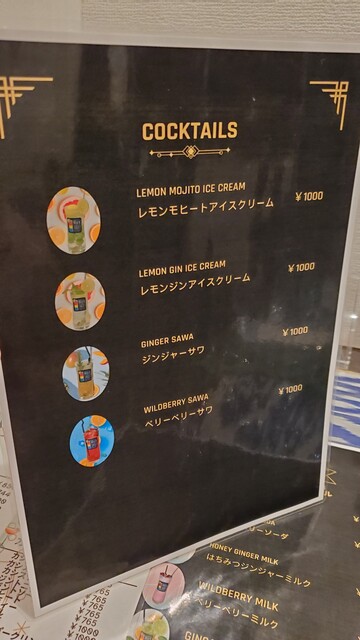 COCKTAILS
LEMON MOJITO ICE CREAM
レモンモヒートアイスクリーム
¥1000
LEMON GIN ICE CREAM
レモンジンアイスクリーム
¥1000
GINGER SAWA
ジンジャーサワ
¥1000
WILDBERRY SAWA
ベリーベリーサワ
¥1000
HONEY GINGER MILK
はちみつジンジャーミルク
WILDBERRY MILK
ベリーベリーミルク
¥765
¥765
¥765
¥1000